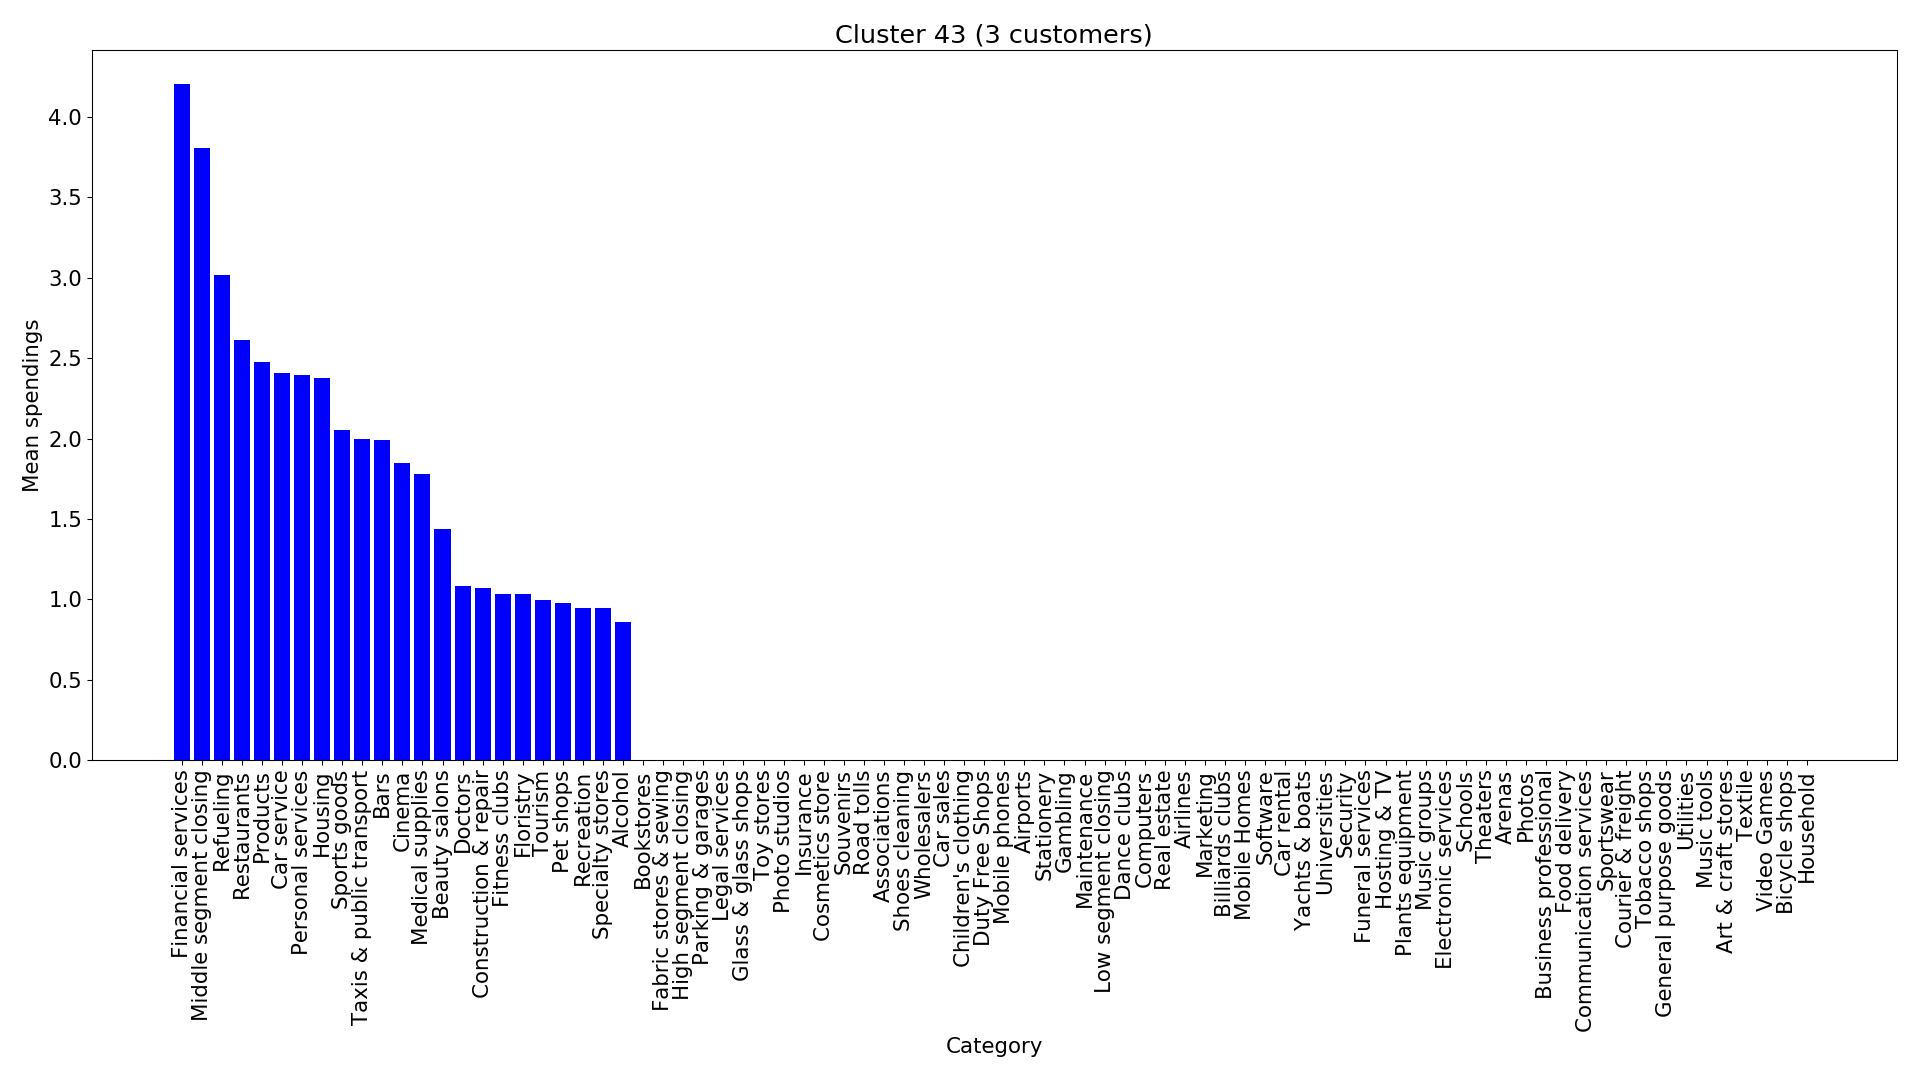 Cluster 43 (3 customers)
Mean spendings
4.0
3.5
3.0
2.5
2.0
1.5
1.0
0.5
0.0
Financial services
Middle segment closing
Refueling
Restaurants
Products
Car service
Personal services
Housing
Sports goods
Taxis & public transport
Bars
Cinema
Medical supplies
Beauty salons
Doctors
Construction & repair
Fitness clubs
Floristry
Tourism
Pet shops
Recreation
Specialty stores
Alcohol
Bookstores
Fabric stores & sewing
High segment closing
Parking & garages
Legal services
Glass & glass shops
Toy stores
Photo studios
Insurance
Cosmetics store
Souvenirs
Road tolls
Associations
Shoes cleaning
Wholesalers
Car sales
Children's clothing
Duty Free Shops
Mobile phones
Airports
Stationery
Gambling
Maintenance
Low segment closing
Dance clubs
Computers
Real estate
Airlines
Marketing
Billiards clubs
Mobile Homes
Software
Car rental
Yachts & boats
Universities
Security
Funeral services
Hosting & TV
Plants equipment
Music groups
Electronic services
Schools
Theaters
Arenas
Photos
Business professional
Food delivery
Communication services
Sportswear
Courier & freight
Tobacco shops
General purpose goods
Utilities
Music tools
Art & craft stores
Textile
Video Games
Bicycle shops
Household
Category